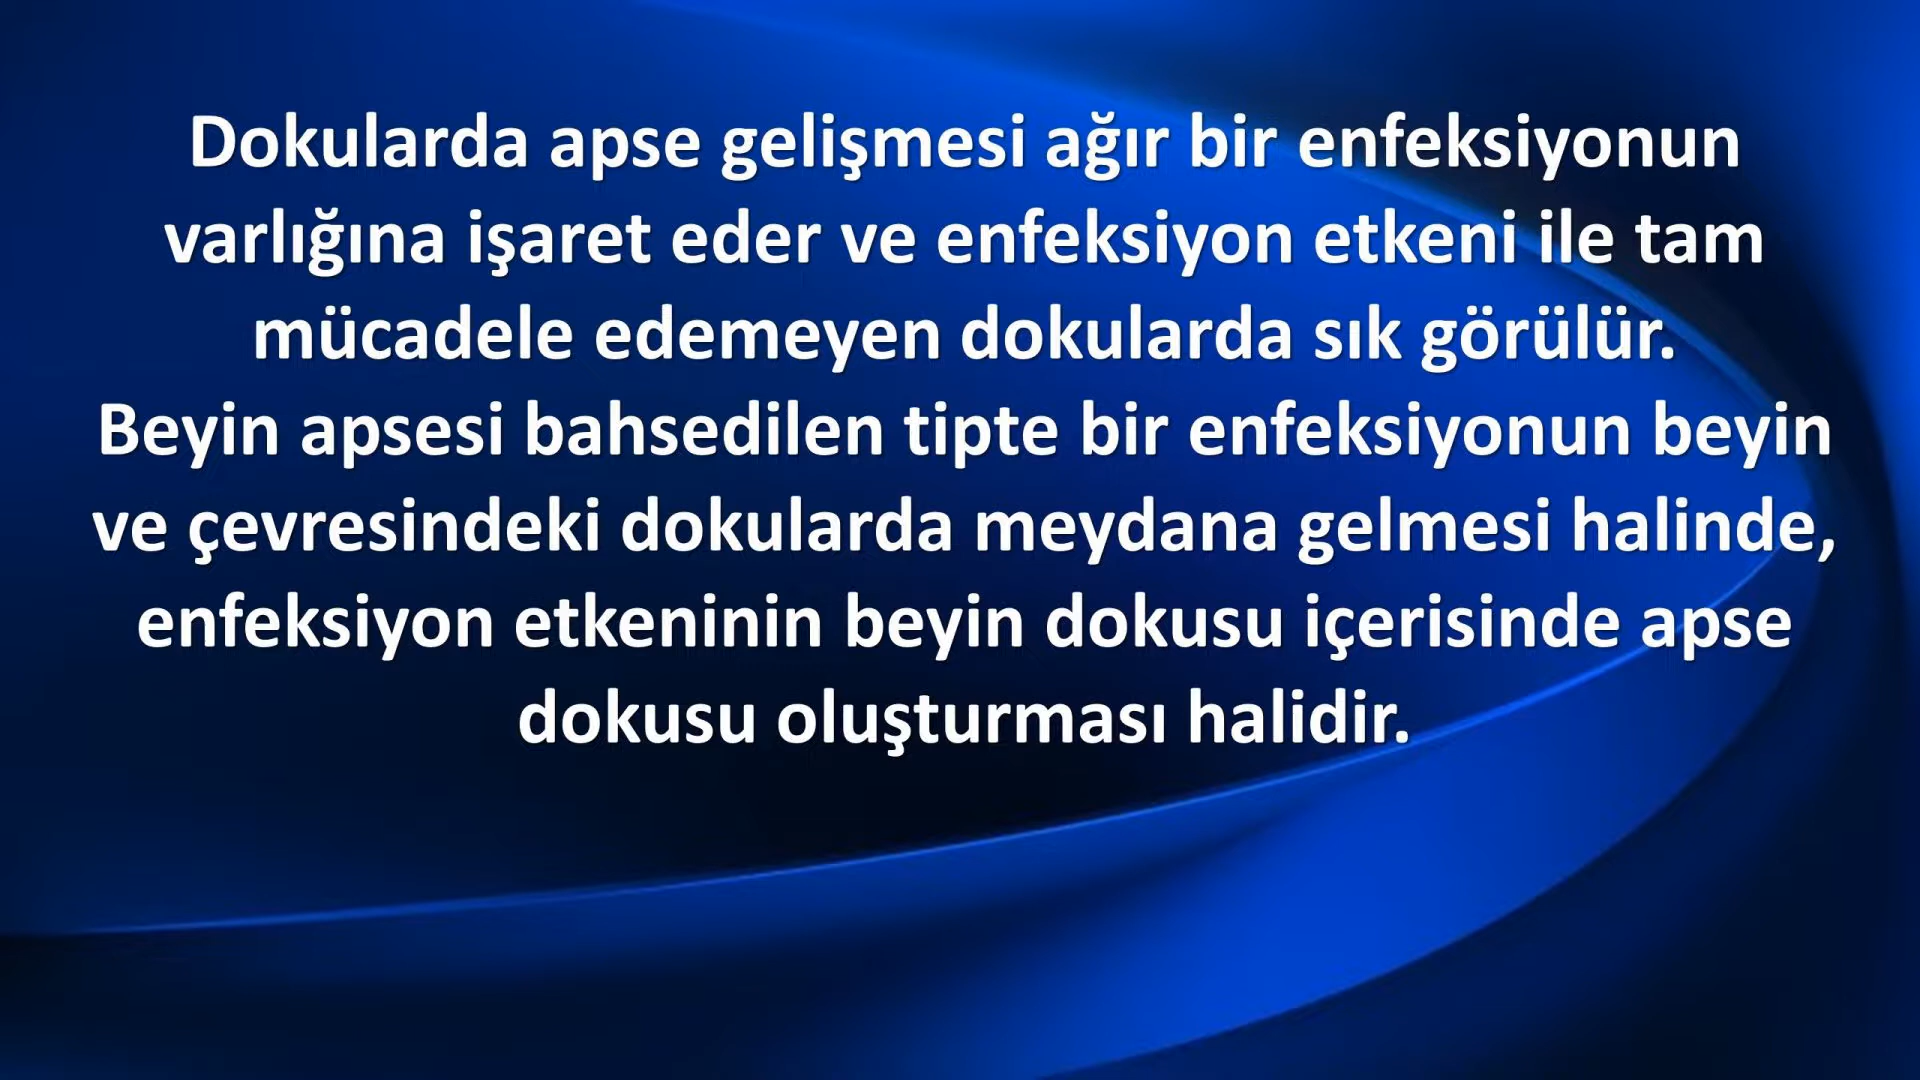 Dokularda apse gelişmesi ağır bir enfeksiyonun
varlığına işaret eder ve enfeksiyon etkeni ile tam
mücadele edemeyen dokularda sık görülür.
Beyin apsesi bahsedilen tipte bir enfeksiyonun beyin
ve çevresindeki dokularda meydana gelmesi halinde,
enfeksiyon etkeninin beyin dokusu içerisinde apse
dokusu oluşturması halidir.